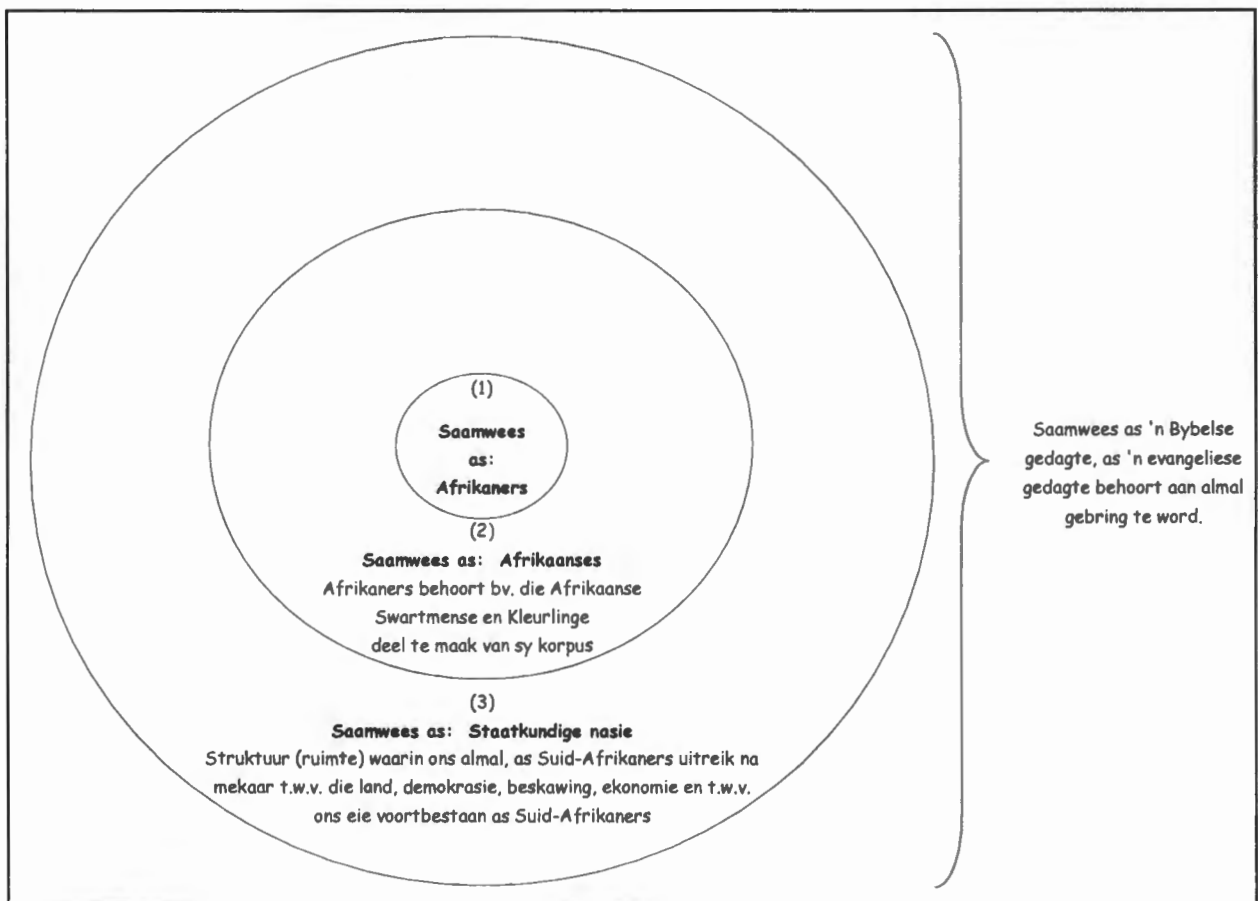 (1)
Saamwees
as:
Afrikaners
(2)
Saamwees as: Afrikaanses
Afrikaners behoort bv. die Afrikaanse
Swartmense en Kleurlinge
deel te maak van sy korpus
(3)
Saamwees as: Staatkundige nasie
Struktuur (ruimte) waarin ons almal, as Suid-Afrikaners uitreik na
mekaar t.w.v. die land, demokrasie, beskawing, ekonomie en t.w.v.
ons eie voortbestaan as Suid-Afrikaners
Saamwees as 'n Bybelse
gedagte, as 'n evangeliese
gedagte behoort aan almal
gebring te word.